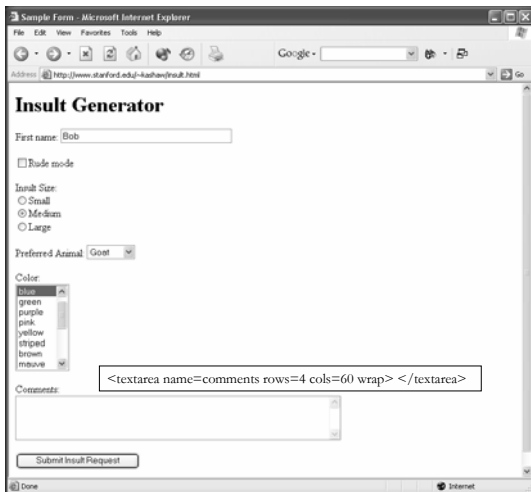 Sample Form - Microsoft Internet Explorer
File Edit View Favorites Tools Help
Google -
Address http://www.stanford.edu/~kashaw/insult.html Go
Insult Generator
First name: Bob
Rude mode
Insult Size:
Small
Medium
Large
Preferred Animal: Goat
Color:
blue
green
purple
pink
yellow
striped
brown
mauve
<textarea name=comments rows=4 cols=60 wrap> </textarea>
Comments:
Submit Insult Request
Done Internet